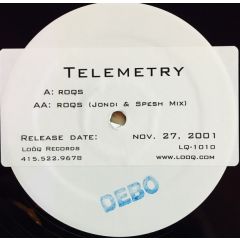 Telemetry
A: roqs
AA: roqs (Jondi & Spesh Mix)
Release date: nov. 27, 2001
Looq Records LQ-1010
415.522.9678 www.looq.com
DEBO